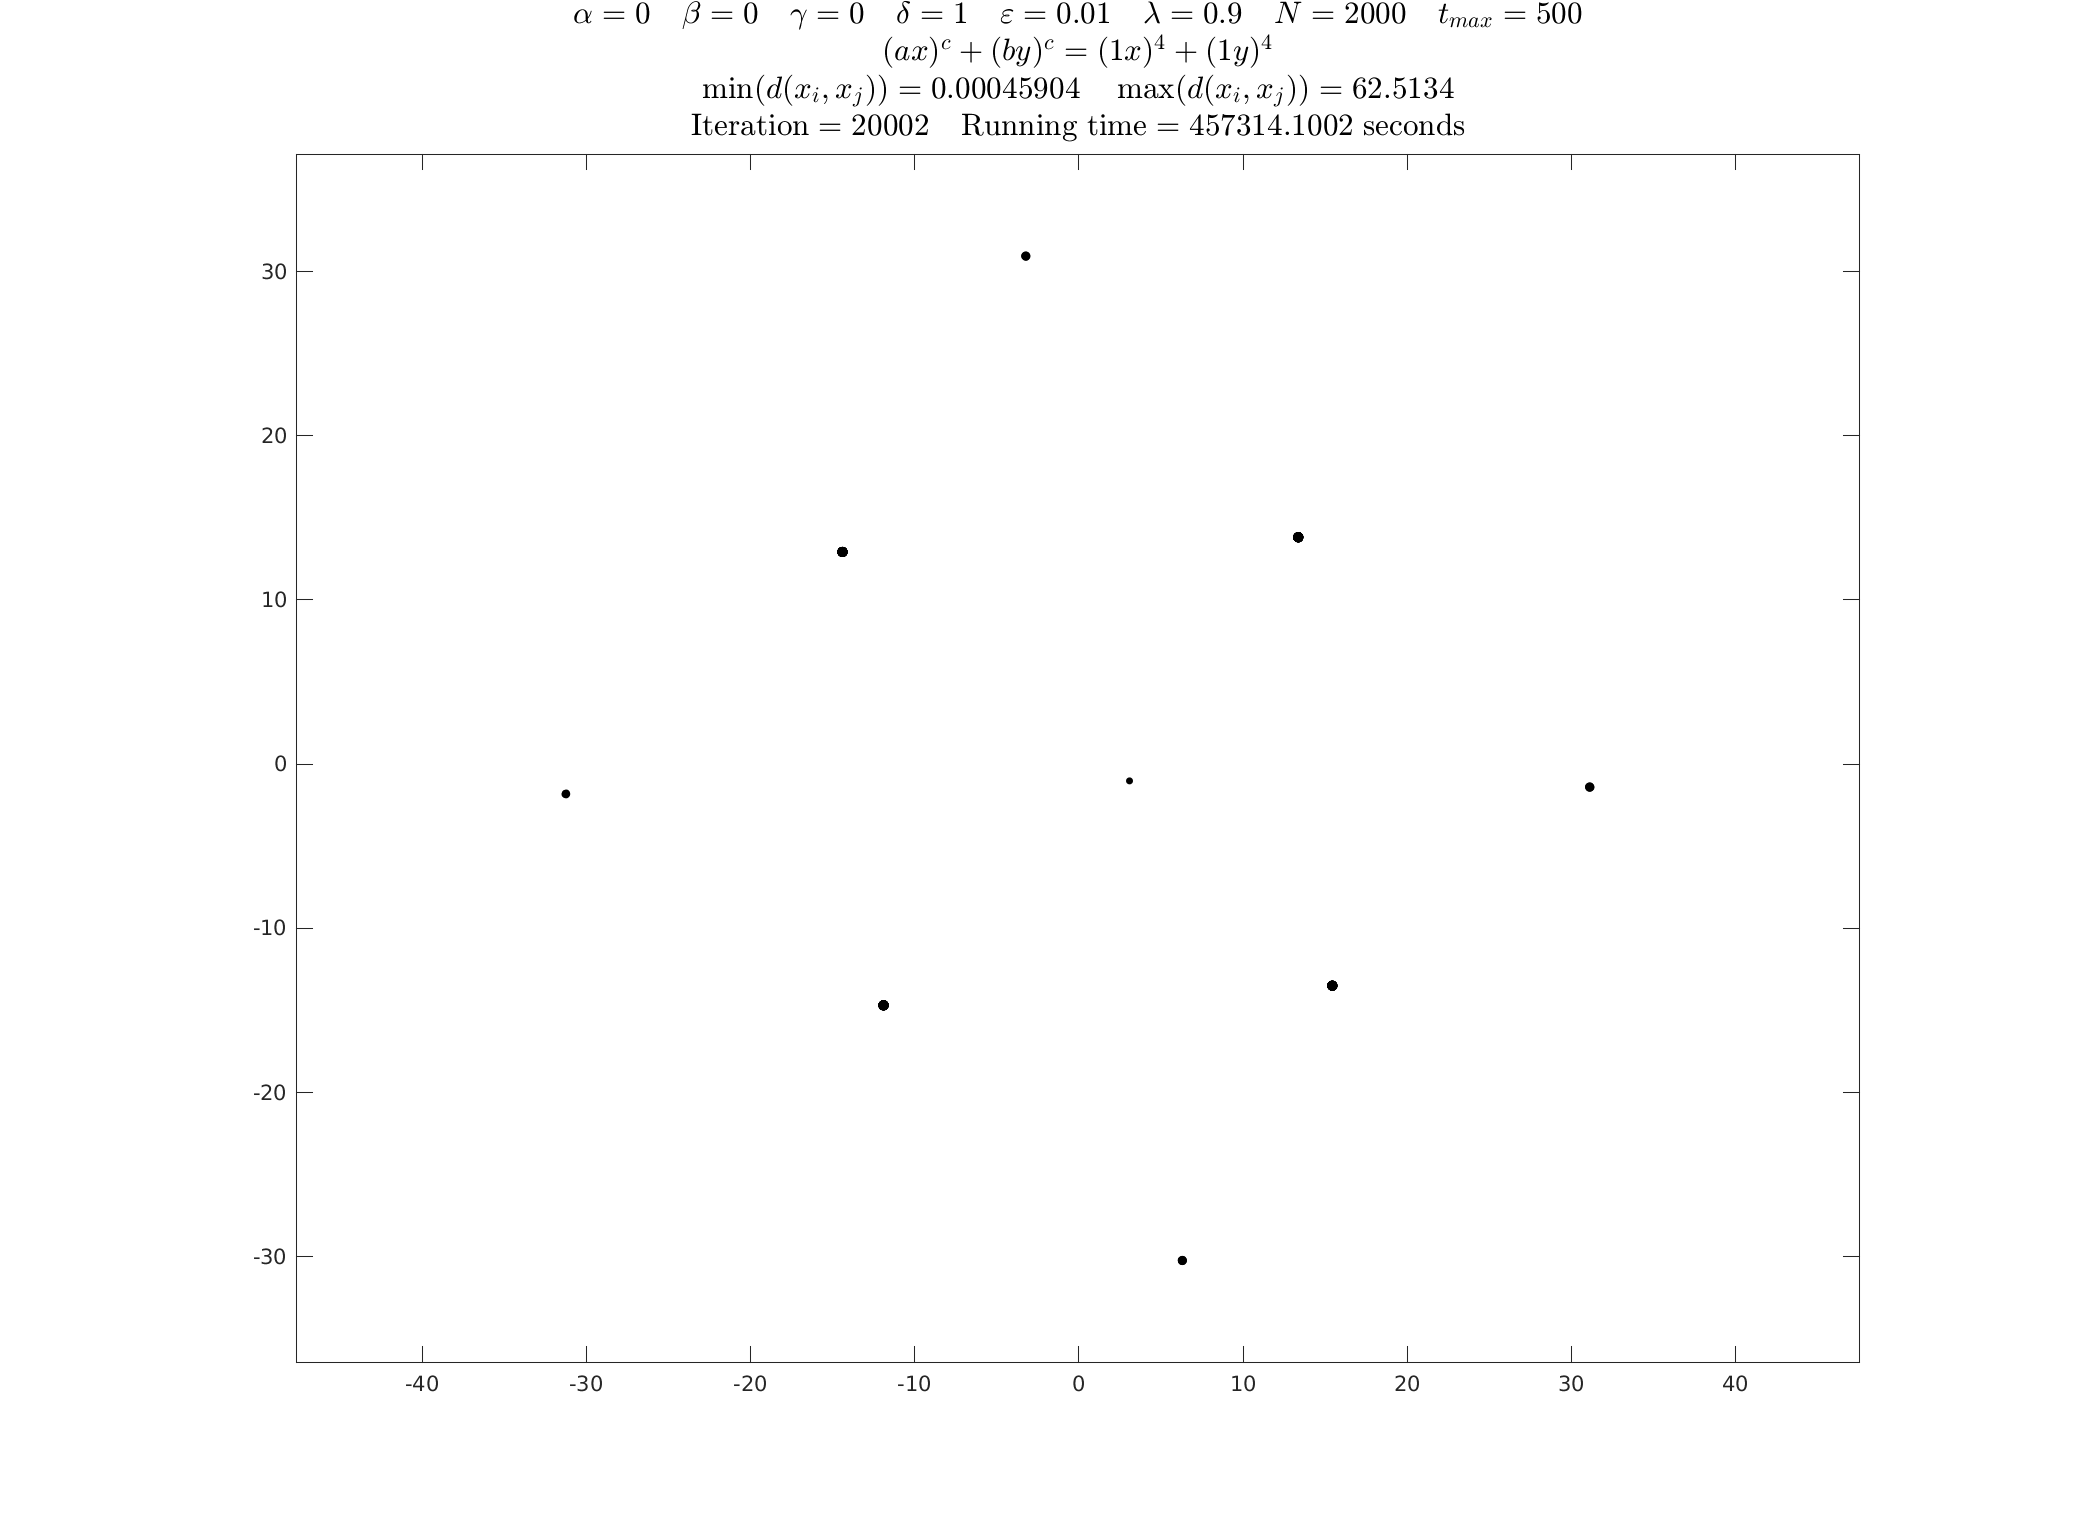 α = 0 β = 0 γ = 0 δ = 1 ε = 0.01 λ = 0.9 N = 2000 t_{max} = 500
(ax)^c + (by)^c = (1x)^4 + (1y)^4
min(d(x_i, x_j)) = 0.00045904 max(d(x_i, x_j)) = 62.5134
Iteration = 20002 Running time = 457314.1002 seconds
30
20
10
0
-10
-20
-30
-40 -30 -20 -10 0 10 20 30 40